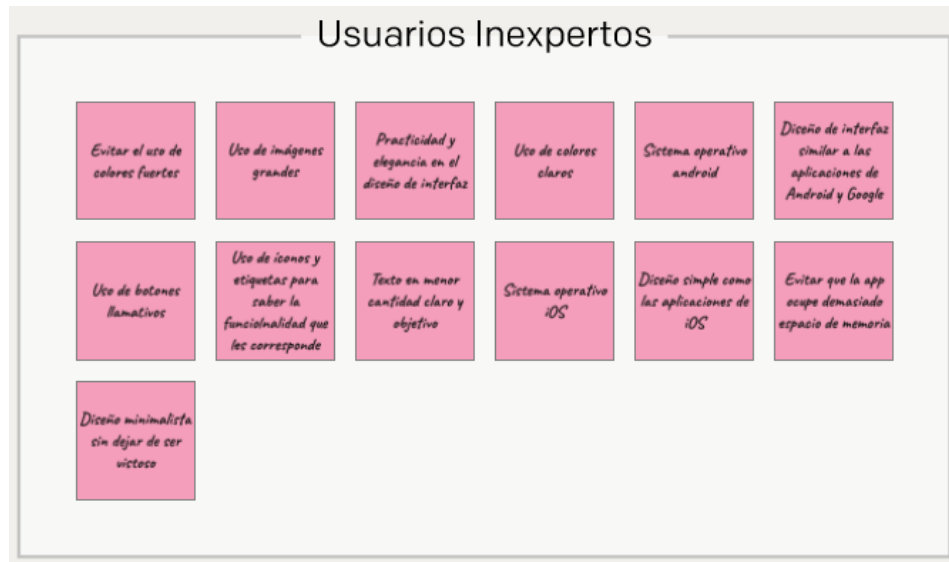 Usuarios Inexpertos
Evitar el uso de
colores fuertes
Uso de imágenes
grandes
Practicidad y
elegancia en el
diseño de interfaz
Uso de colores
claros
Sistema operativo
android
Diseño de interfaz
similar a las
aplicaciones de
Android y Google
Uso de botones
llamativos
Uso de iconos y
etiquetas para
saber la
funciolnalidad que
les corresponde
Texto en menor
cantidad claro y
objetivo
Sistema operativo
iOS
Diseño simple como
las aplicaciones de
iOS
Evitar que la app
ocupe demasiado
espacio de memoria
Diseño minimalista
sin dejar de ser
vistoso